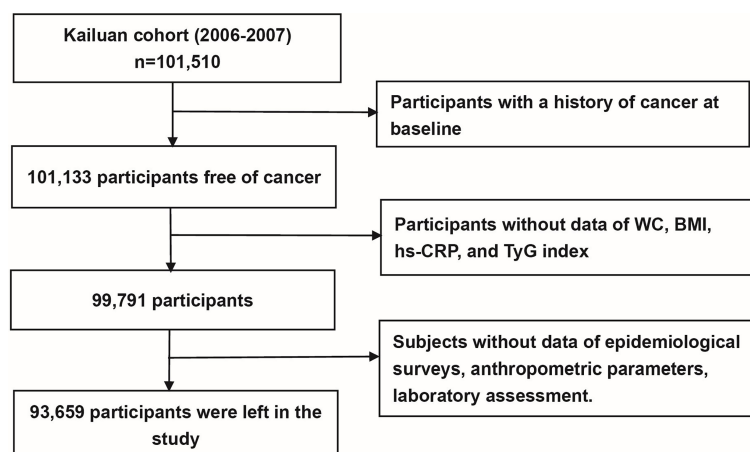 Kailuan cohort (2006-2007)
n=101,510
Participants with a history of cancer at
baseline
101,133 participants free of cancer
Participants without data of WC, BMI,
hs-CRP, and TyG index
99,791 participants
Subjects without data of epidemiological
surveys, anthropometric parameters,
laboratory assessment.
93,659 participants were left in the
study